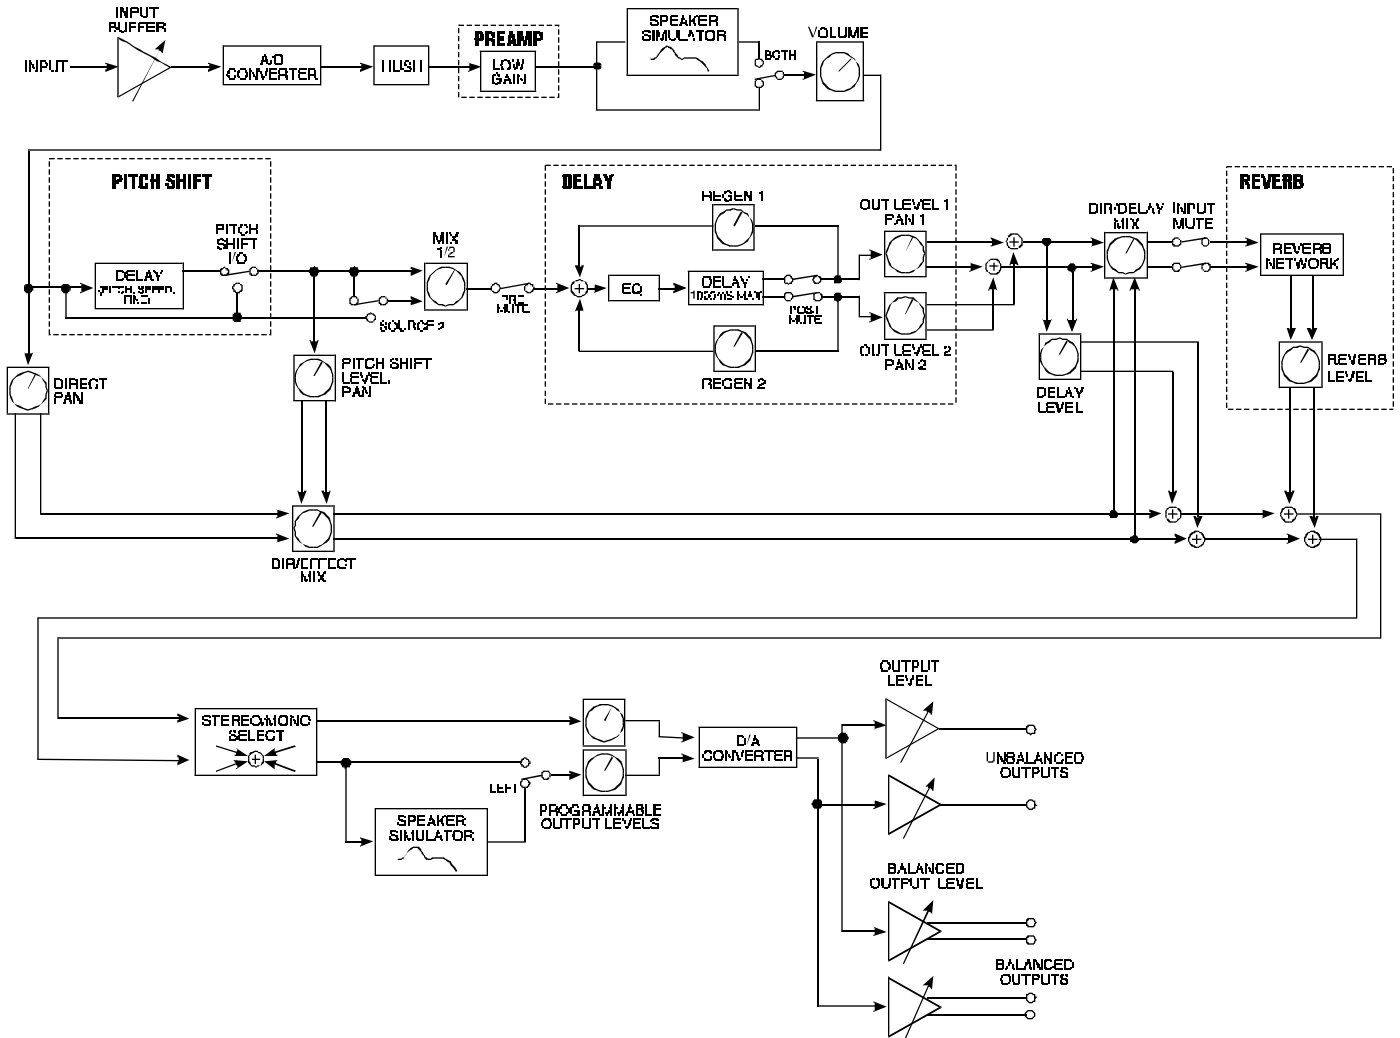 INPUT
BUFFER
INPUT
A/D
CONVERTER
HUSH
PREAMP
LOW
GAIN
SPEAKER
SIMULATOR
BOTH
VOLUME
PITCH SHIFT
PITCH
SHIFT
I/O
DELAY
(PITCH, SPEED,
MIX
1/2
SOURCE 2
PRE
MUTE
DELAY
REGEN 1
EQ
DELAY
1000MS MAX
POST
MUTE
REGEN 2
OUT LEVEL 1
PAN 1
OUT LEVEL 2
PAN 2
DIR/DELAY
MIX
INPUT
MUTE
REVERB
REVERB
NETWORK
REVERB
LEVEL
DELAY
LEVEL
DIRECT
PAN
PITCH SHIFT
LEVEL,
PAN
DIR/EFFECT
MIX
STEREO/MONO
SELECT
LEFT
SPEAKER
SIMULATOR
PROGRAMMABLE
OUTPUT LEVELS
D/A
CONVERTER
OUTPUT
LEVEL
UNBALANCED
OUTPUTS
BALANCED
OUTPUT LEVEL
BALANCED
OUTPUTS